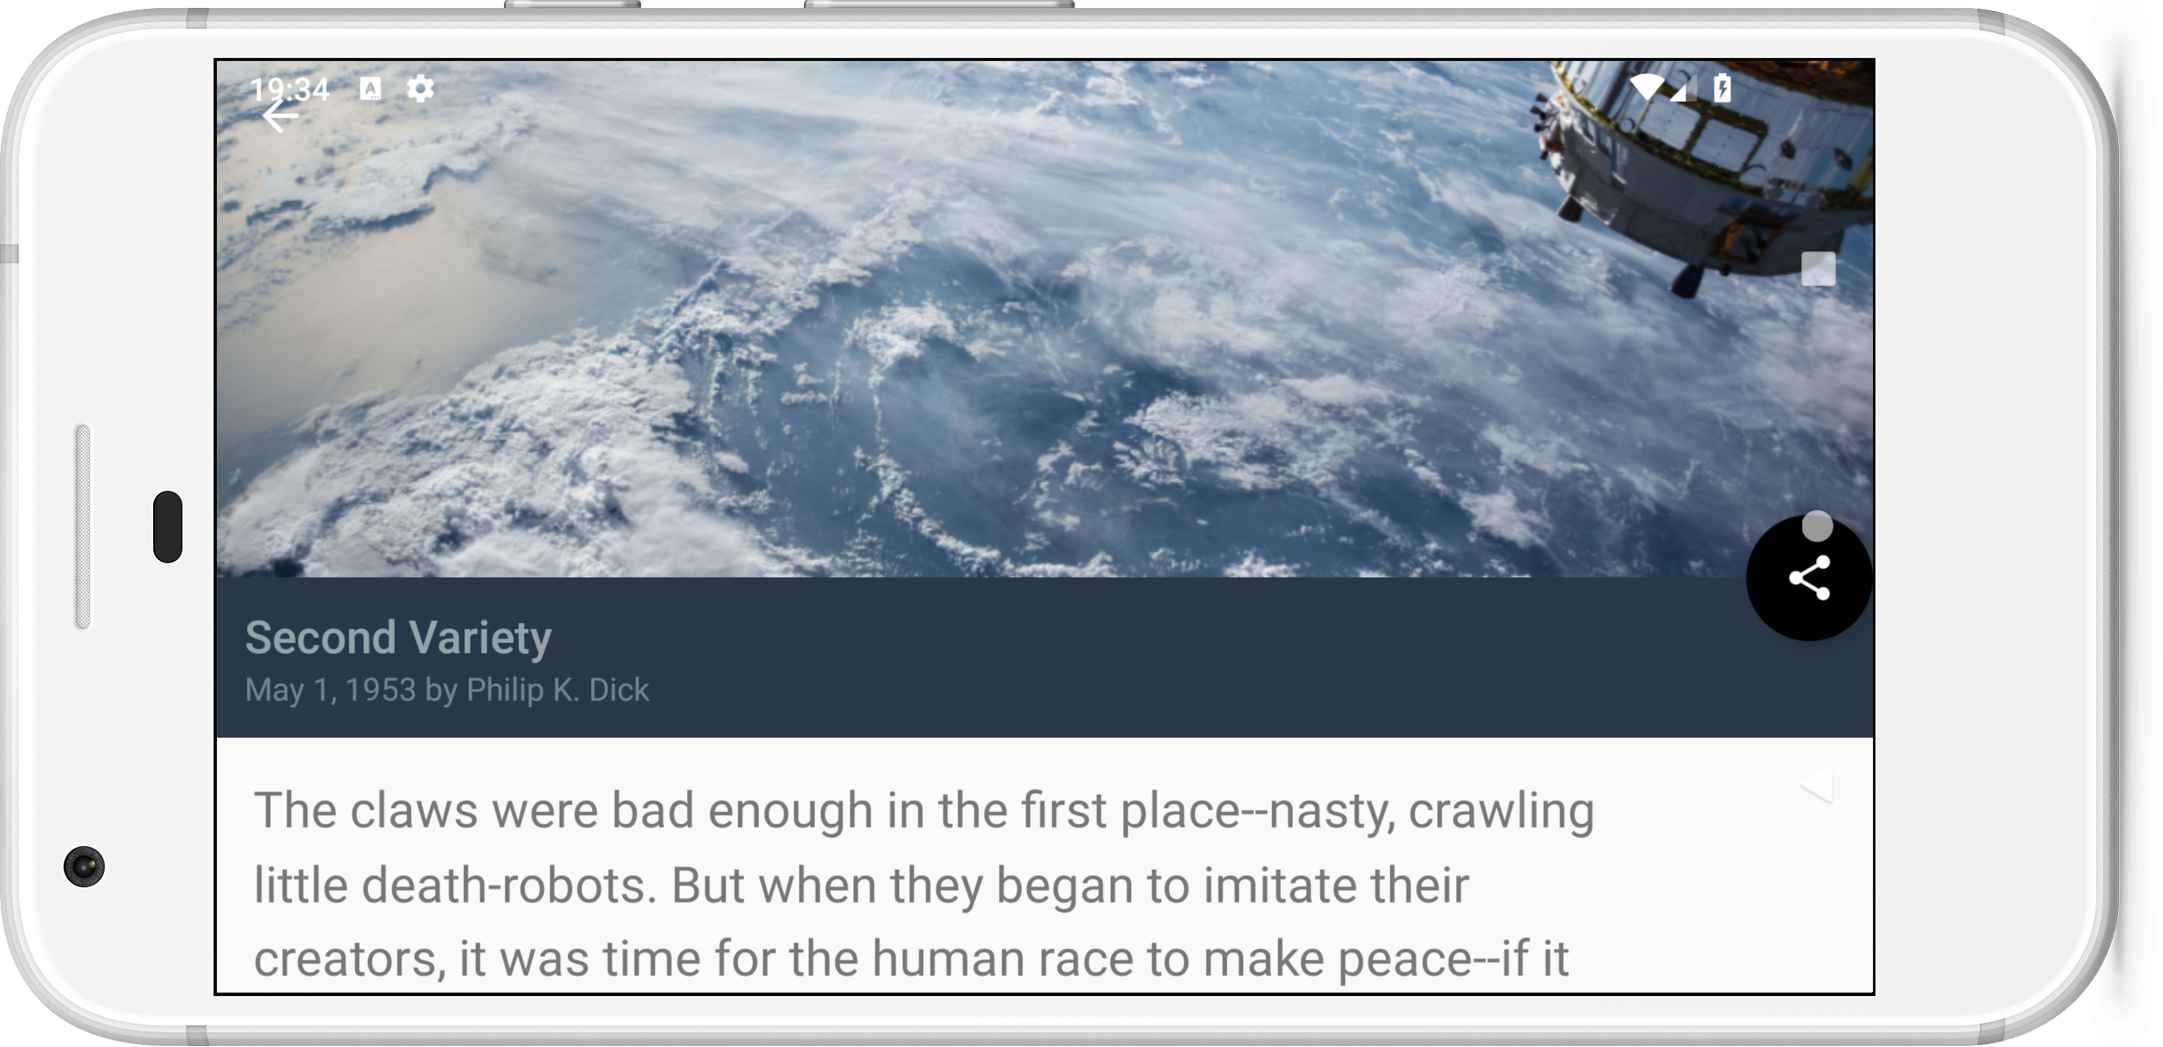 19:34
Second Variety
May 1, 1953 by Philip K. Dick
The claws were bad enough in the first place--nasty, crawling
little death-robots. But when they began to imitate their
creators, it was time for the human race to make peace--if it